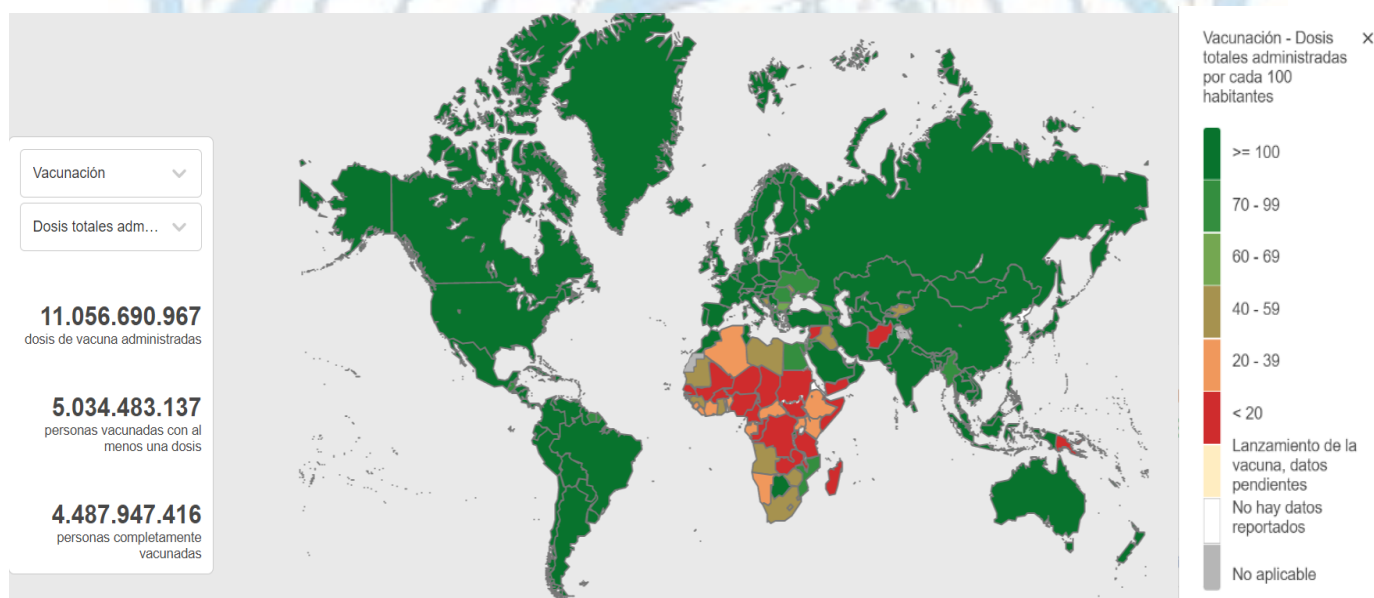 Vacunación
Dosis totales adm...
11.056.690.967
dosis de vacuna administradas
5.034.483.137
personas vacunadas con al
menos una dosis
4.487.947.416
personas completamente
vacunadas
Vacunación - Dosis
totales administradas
por cada 100
habitantes
>= 100
70 - 99
60 - 69
40 - 59
20 - 39
< 20
Lanzamiento de la
vacuna, datos
pendientes
No hay datos
reportados
No aplicable